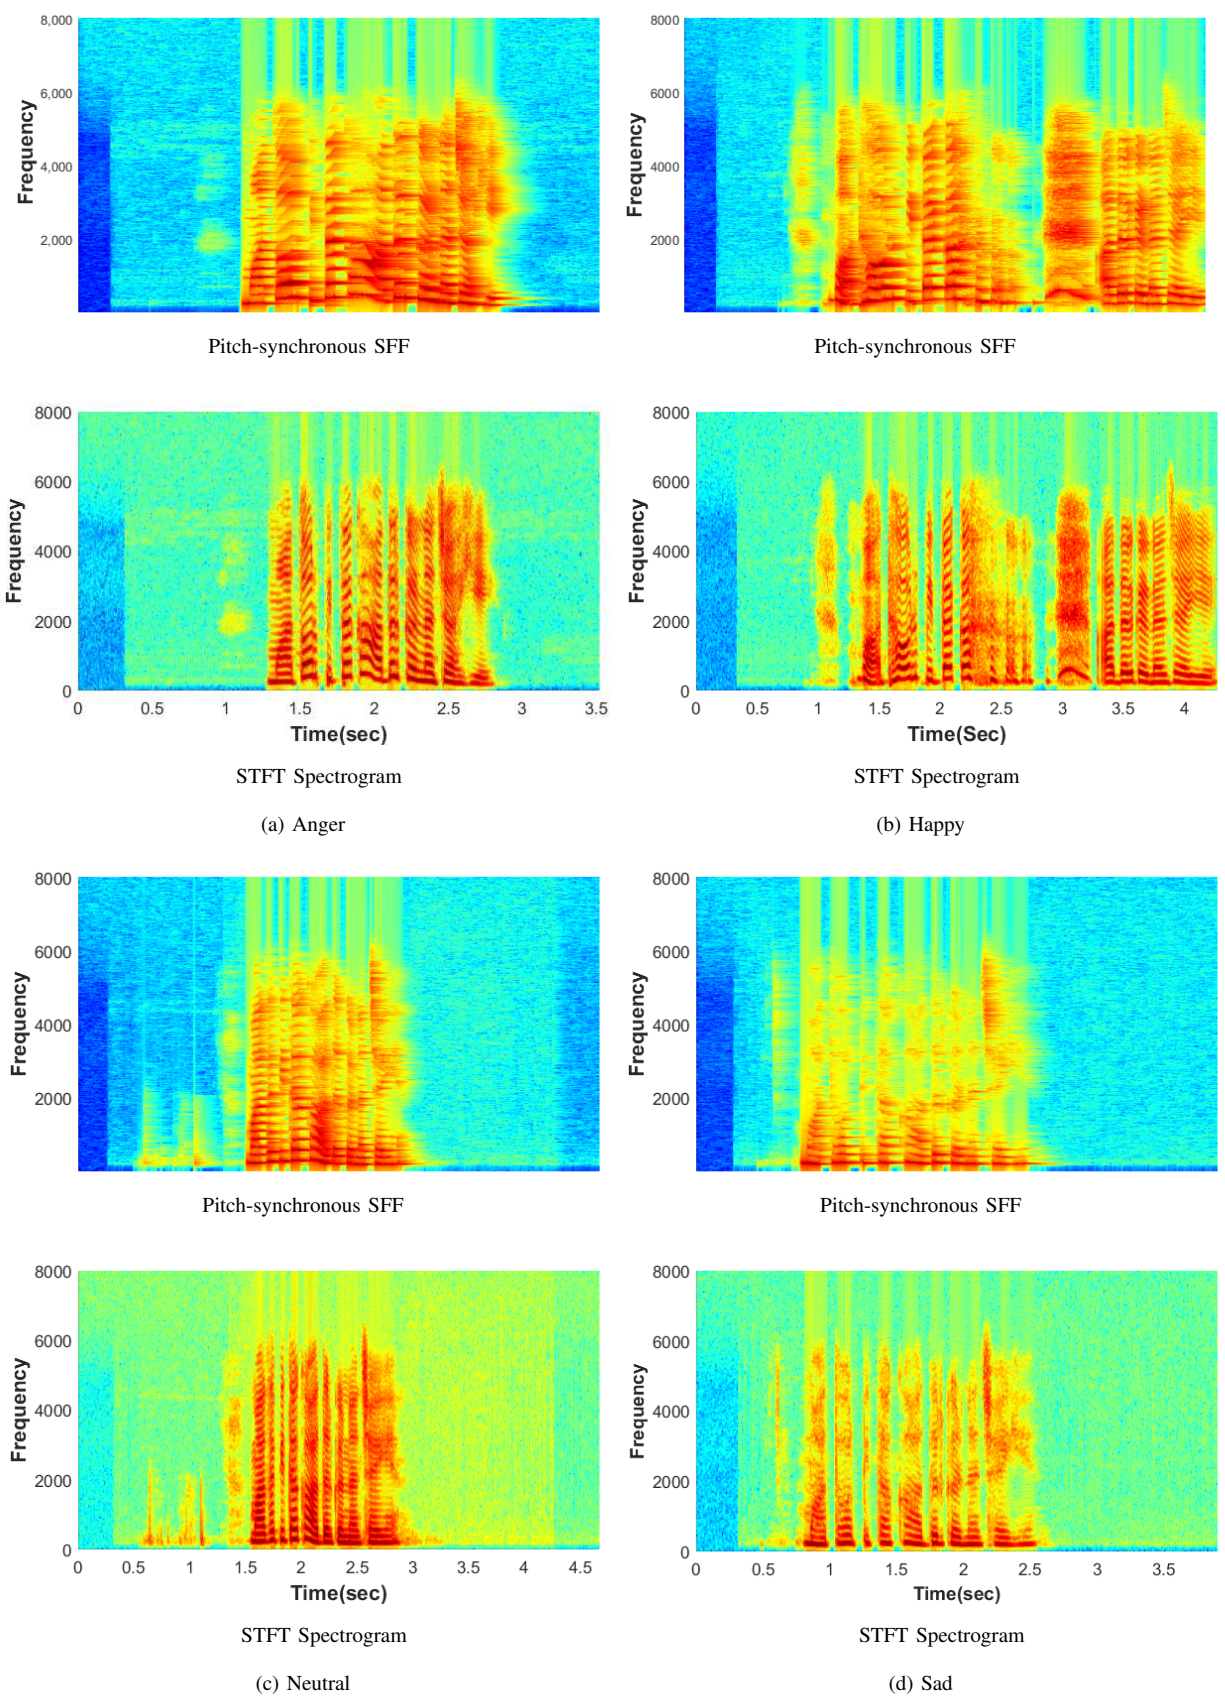 8,000
6,000
4,000
2,000
Frequency
Pitch-synchronous SFF
8000
6000
4000
2000
Frequency
Pitch-synchronous SFF
8000
6000
4000
2000
0
Frequency
0 0.5 1 1.5 2 2.5 3 3.5
Time(sec)
STFT Spectrogram
(a) Anger
8000
6000
4000
2000
0
Frequency
0 0.5 1 1.5 2 2.5 3 3.5 4
Time(Sec)
STFT Spectrogram
(b) Happy
8000
6000
4000
2000
Frequency
Pitch-synchronous SFF
8000
6000
4000
2000
Frequency
Pitch-synchronous SFF
8000
6000
4000
2000
0
Frequency
0 0.5 1 1.5 2 2.5 3 3.5 4 4.5
Time(sec)
STFT Spectrogram
(c) Neutral
8000
6000
4000
2000
0
Frequency
0 0.5 1 1.5 2 2.5 3 3.5
Time(sec)
STFT Spectrogram
(d) Sad